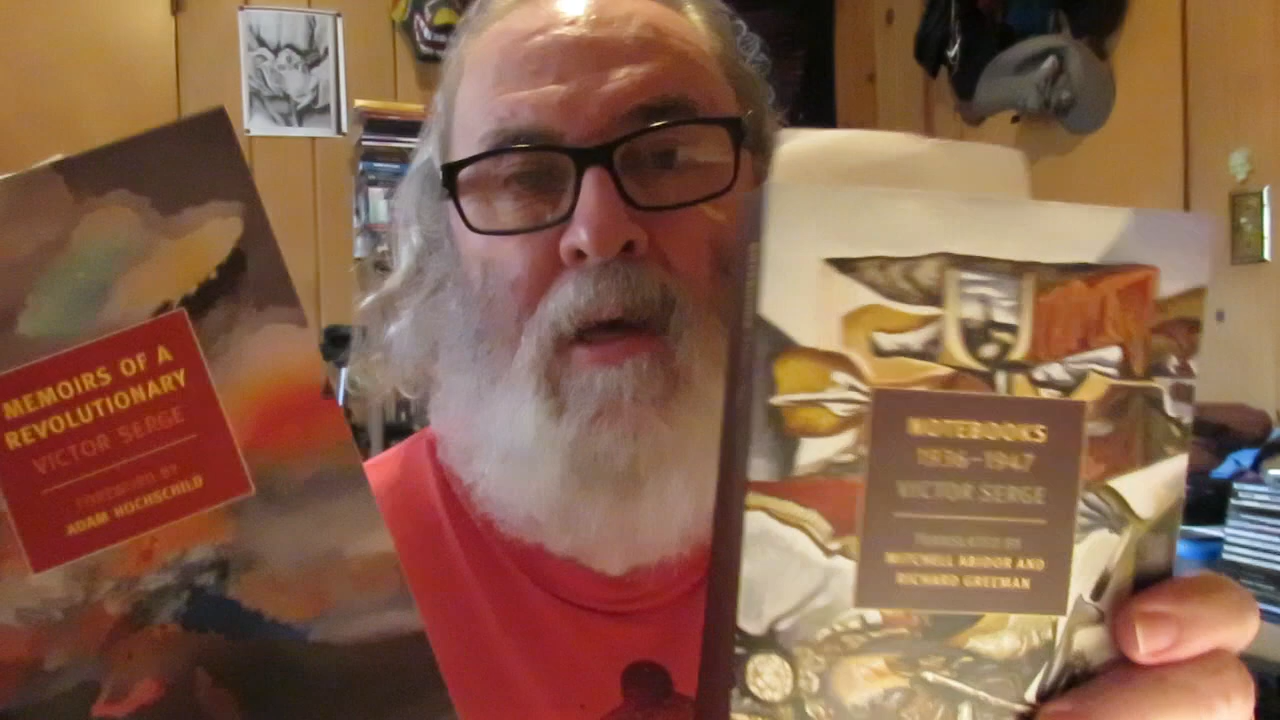 MEMOIRS OF A
REVOLUTIONARY
VICTOR SERGE
FOREWORD BY
ADAM HOCHSCHILD
NOTEBOOKS
1936–1947
VICTOR SERGE
TRANSLATED BY
MITCHELL ABIDOR AND
RICHARD GREEMAN